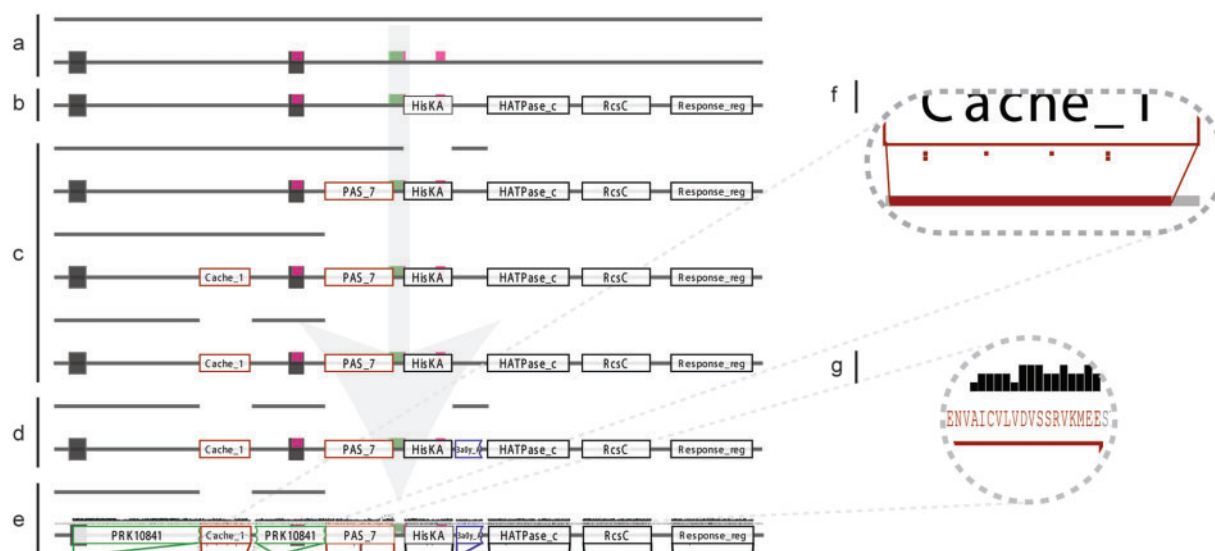 a
b
HisKA HATPase_c RcsC Response_reg
c
PAS_7 HisKA HATPase_c RcsC Response_reg
Cache_1 PAS_7 HisKA HATPase_c RcsC Response_reg
Cache_1 PAS_7 HisKA HATPase_c RcsC Response_reg
d
Cache_1 PAS_7 HisKA HATPase_c RcsC Response_reg
e
PRK10841 Cache_1 PRK10841 PAS_7 HisKA HATPase_c RcsC Response_reg
f
Cache_1
g
ENVAICVLVDVSSRVKMEES